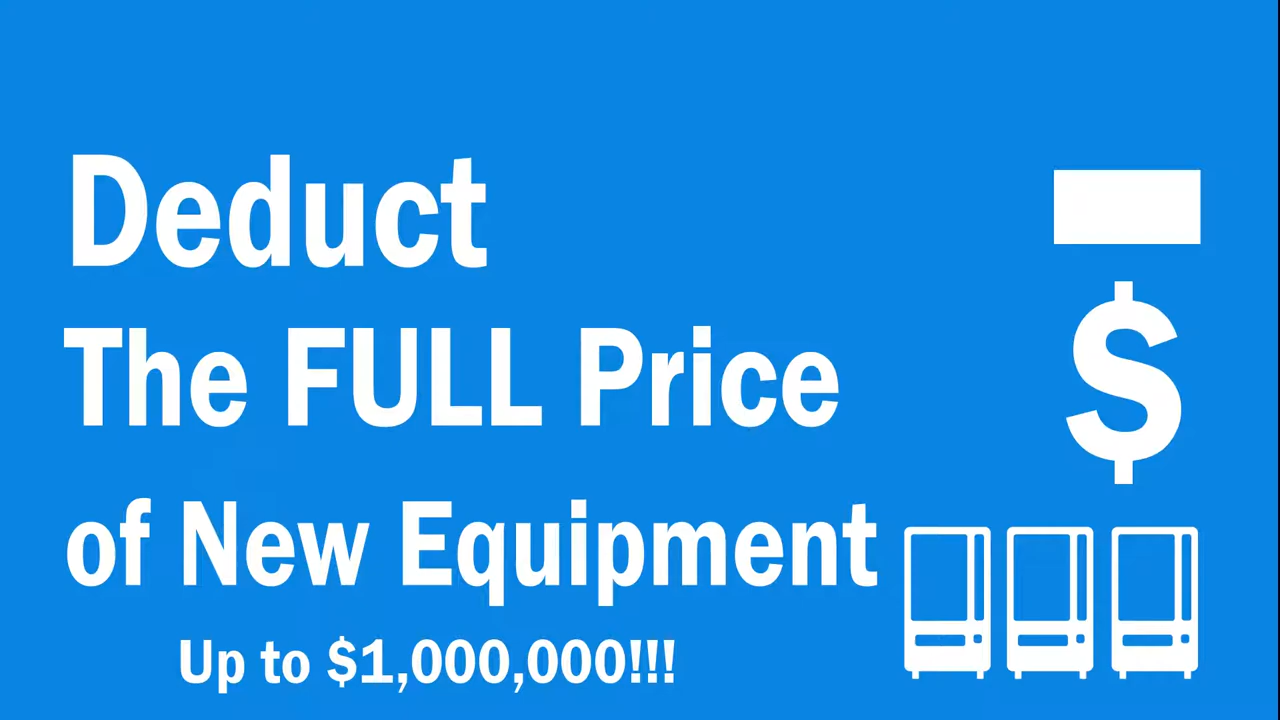 Deduct
The FULL Price
$
of New Equipment
Up to $1,000,000!!!